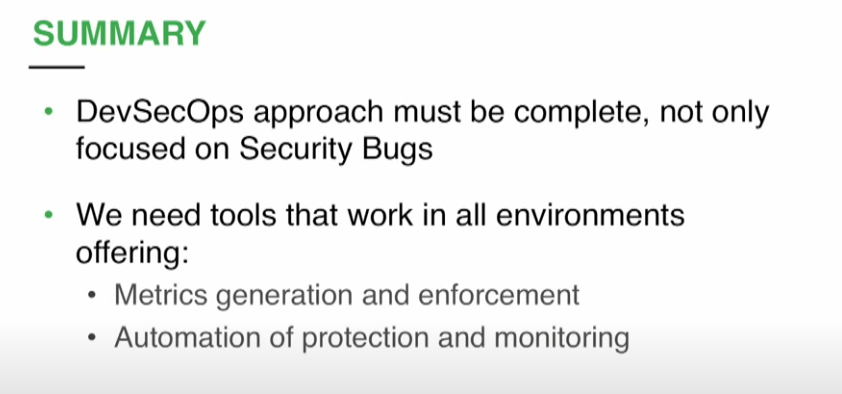 SUMMARY
• DevSecOps approach must be complete, not only
focused on Security Bugs
• We need tools that work in all environments
offering:
• Metrics generation and enforcement
• Automation of protection and monitoring